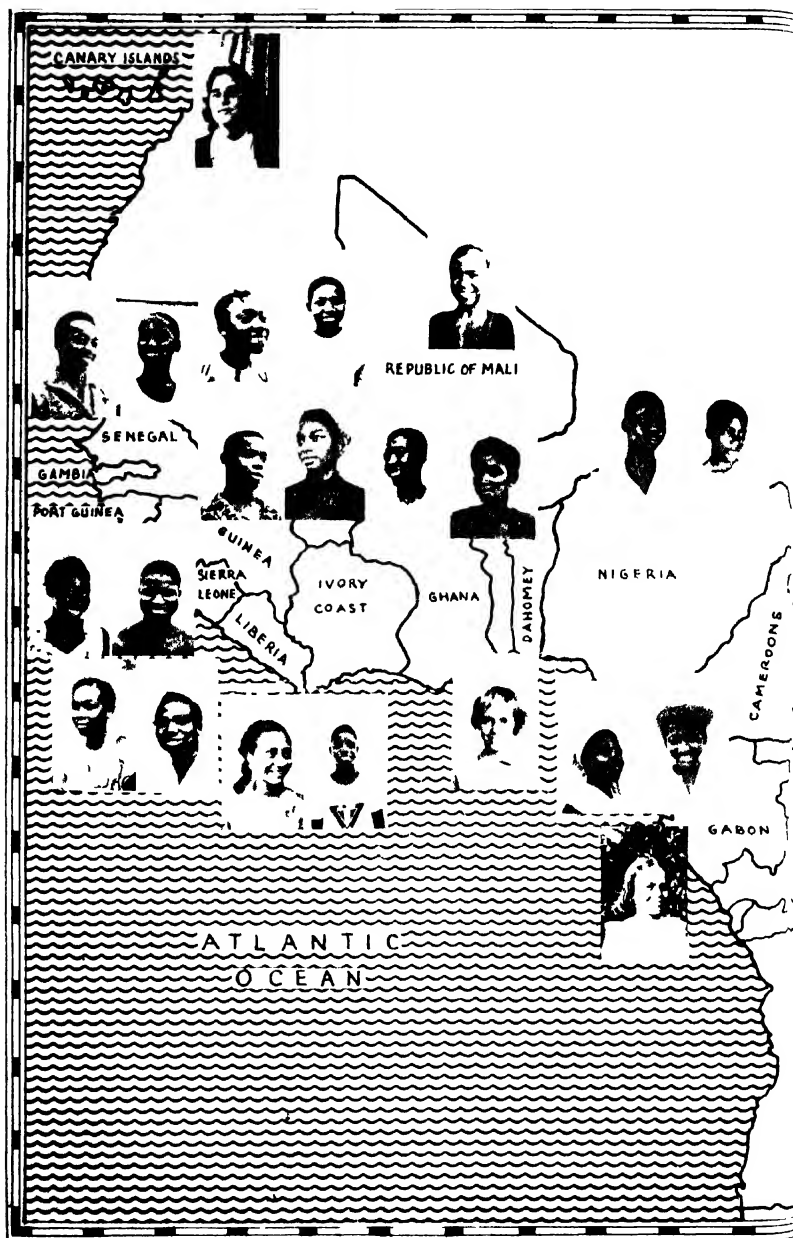 CANARY ISLANDS
REPUBLIC OF MALI
SENEGAL
GAMBIA
PORT GUINEA
GUINEA
SIERRA
LEONE
LIBERIA
IVORY
COAST
GHANA
DAHOMEY
NIGERIA
CAMEROONS
GABON
ATLANTIC
OCEAN